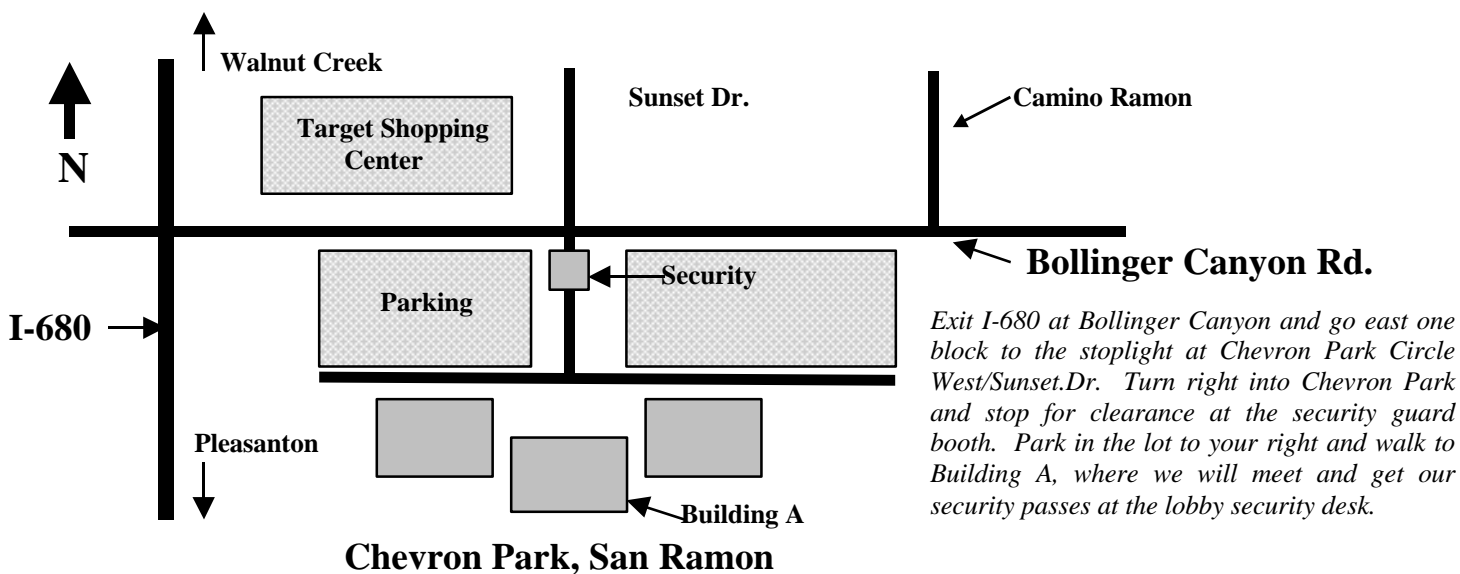 Walnut Creek
Sunset Dr.
Camino Ramon
Target Shopping
Center
N
Security
Bollinger Canyon Rd.
Parking
I-680
Exit I-680 at Bollinger Canyon and go east one
block to the stoplight at Chevron Park Circle
West/Sunset.Dr. Turn right into Chevron Park
and stop for clearance at the security guard
booth. Park in the lot to your right and walk to
Building A, where we will meet and get our
security passes at the lobby security desk.
Pleasanton
Building A
Chevron Park, San Ramon